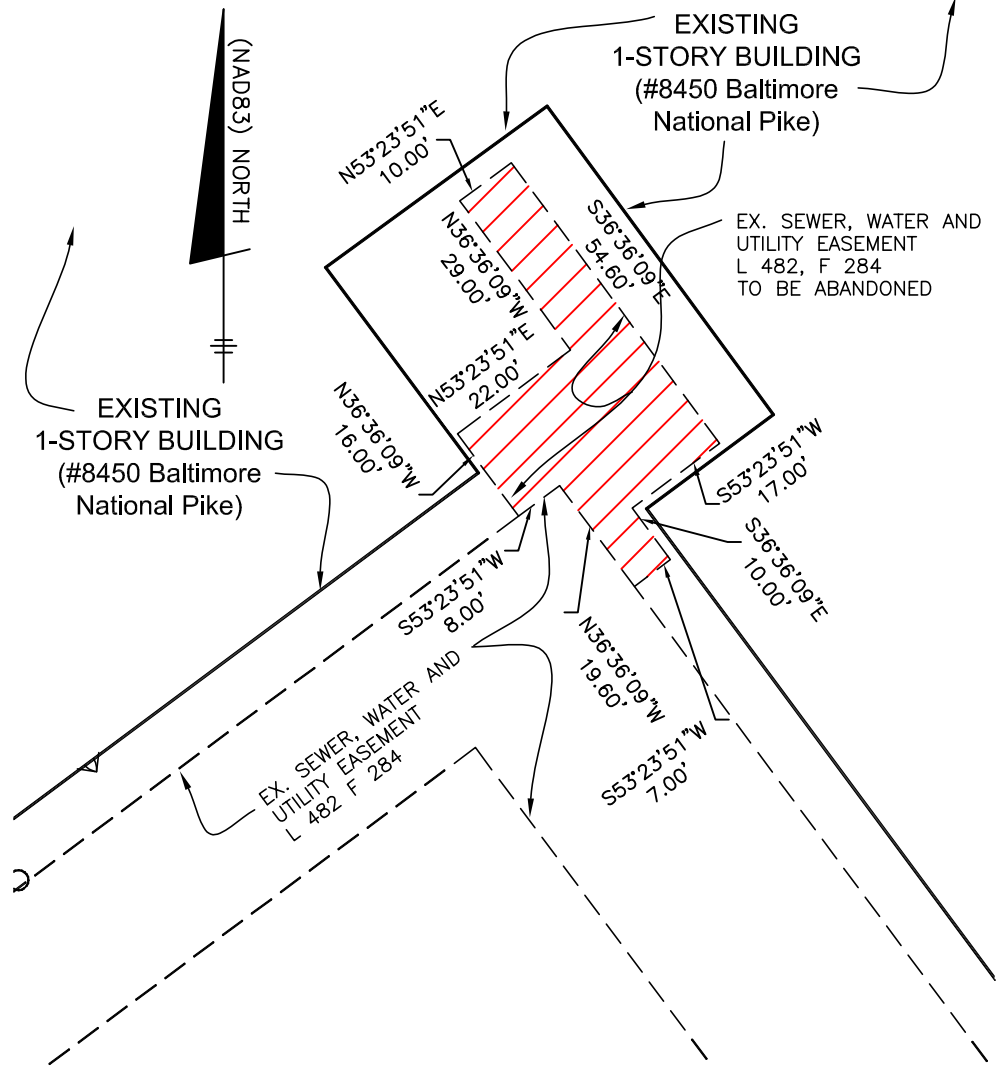 EXISTING
1-STORY BUILDING
(#8450 Baltimore
National Pike)
(NAD83) NORTH
N53°23'51"E
10.00'
N36°36'09"W
29.00'
S36°36'09"E
54.60'
EX. SEWER, WATER AND
UTILITY EASEMENT
L 482, F 284
TO BE ABANDONED
N53°23'51"E
22.00'
N36°36'09"W
16.00'
EXISTING
1-STORY BUILDING
(#8450 Baltimore
National Pike)
S53°23'51"W
17.00'
S36°36'09"E
10.00'
S53°23'51"W
8.00'
N36°36'09"W
19.60'
S53°23'51"W
7.00'
EX. SEWER, WATER AND
UTILITY EASEMENT
L 482 F 284